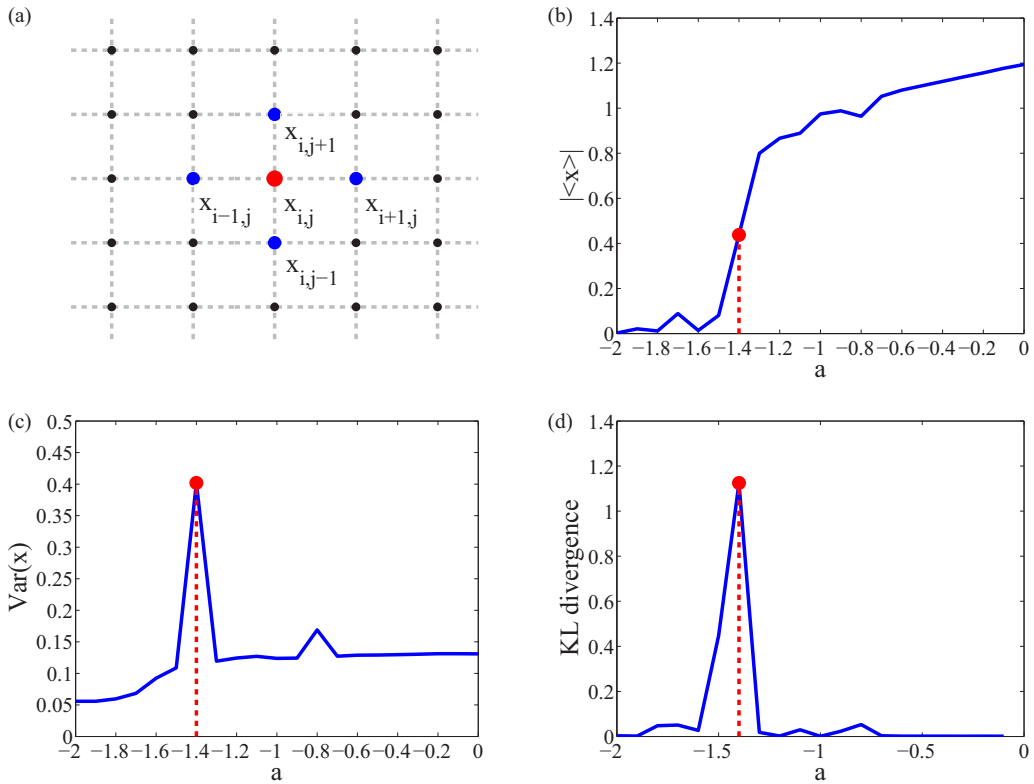 (a)
x_{i,j+1}
x_{i−1,j}
x_{i,j}
x_{i+1,j}
x_{i,j−1}
(b)
1.4
1.2
1
0.8
0.6
0.4
0.2
0
|<x>|
−2 −1.8 −1.6 −1.4 −1.2 −1 −0.8 −0.6 −0.4 −0.2 0
a
(c)
0.5
0.45
0.4
0.35
0.3
0.25
0.2
0.15
0.1
0.05
0
Var(x)
−2 −1.8 −1.6 −1.4 −1.2 −1 −0.8 −0.6 −0.4 −0.2 0
a
(d)
1.4
1.2
1
0.8
0.6
0.4
0.2
0
KL divergence
−2 −1.5 −1 −0.5 0
a